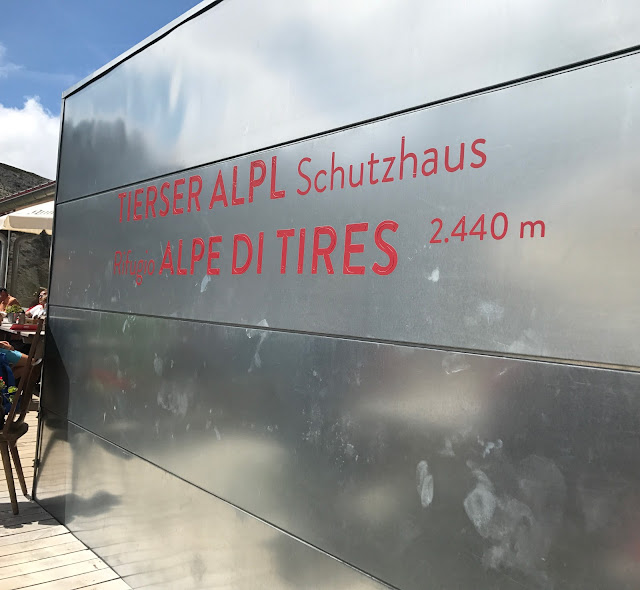 TIERSER ALPL Schutzhaus
Rifugio ALPE DI TIRES 2.440 m